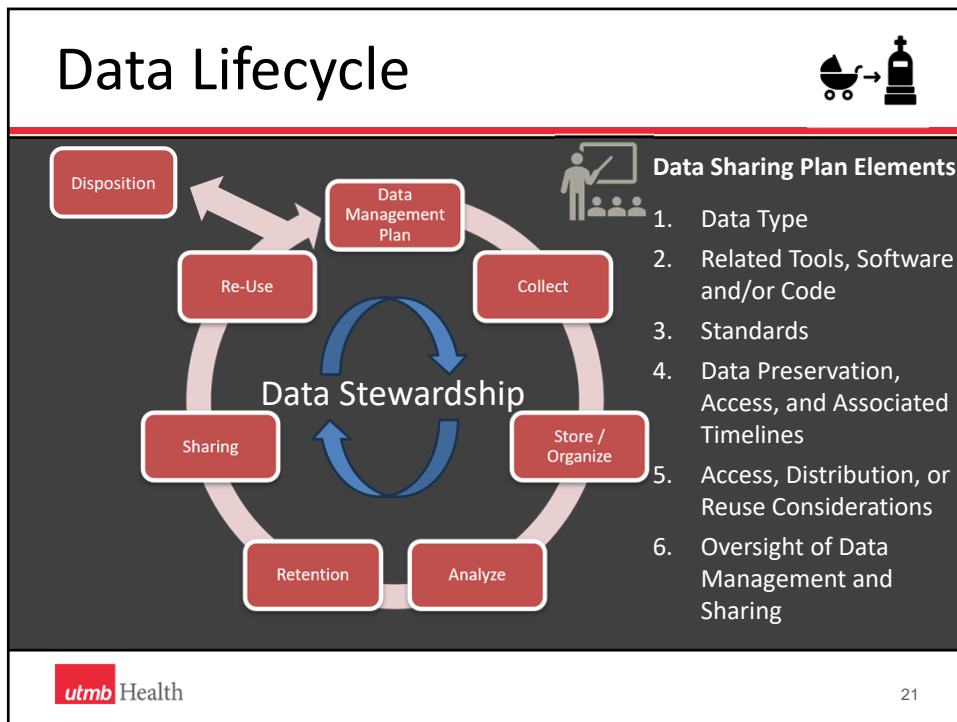 Data Lifecycle
Disposition
Data
Management
Plan
Re-Use
Collect
Data Stewardship
Sharing
Store /
Organize
Retention
Analyze
Data Sharing Plan Elements
1. Data Type
2. Related Tools, Software
and/or Code
3. Standards
4. Data Preservation,
Access, and Associated
Timelines
5. Access, Distribution, or
Reuse Considerations
6. Oversight of Data
Management and
Sharing
utmb Health
21